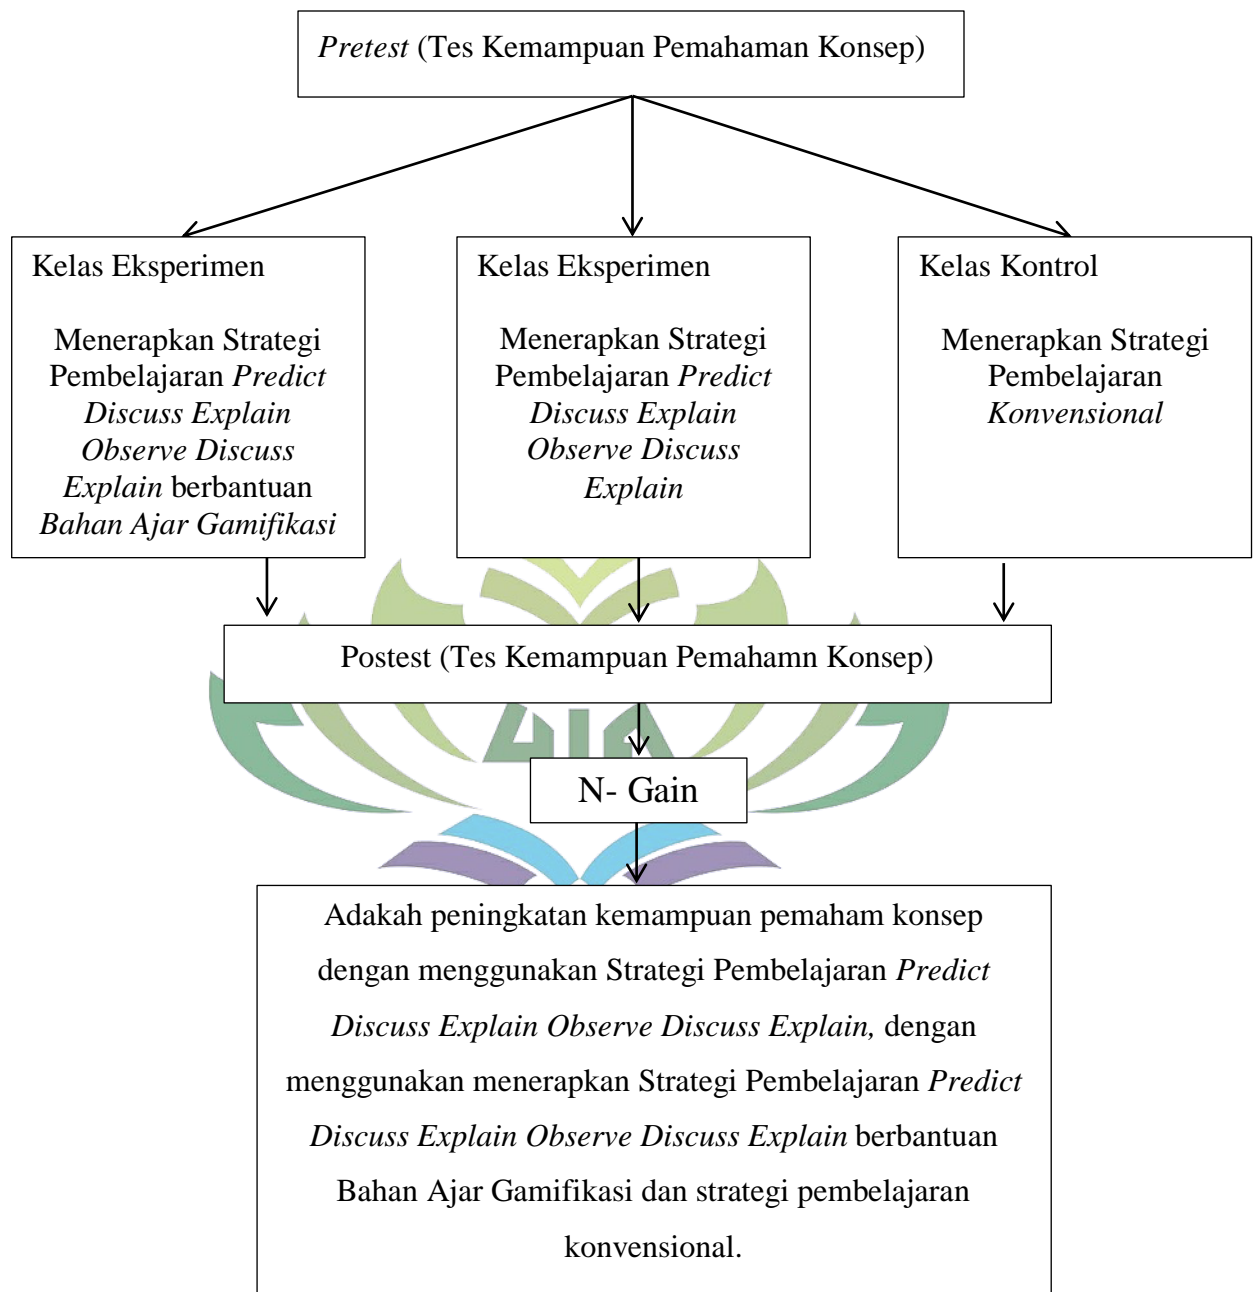 Pretest (Tes Kemampuan Pemahaman Konsep)
Kelas Eksperimen
Menerapkan Strategi
Pembelajaran Predict
Discuss Explain
Observe Discuss
Explain berbantuan
Bahan Ajar Gamifikasi
Kelas Eksperimen
Menerapkan Strategi
Pembelajaran Predict
Discuss Explain
Observe Discuss
Explain
Kelas Kontrol
Menerapkan Strategi
Pembelajaran
Konvensional
Postest (Tes Kemampuan Pemahamn Konsep)
N- Gain
Adakah peningkatan kemampuan pemaham konsep
dengan menggunakan Strategi Pembelajaran Predict
Discuss Explain Observe Discuss Explain, dengan
menggunakan menerapkan Strategi Pembelajaran Predict
Discuss Explain Observe Discuss Explain berbantuan
Bahan Ajar Gamifikasi dan strategi pembelajaran
konvensional.